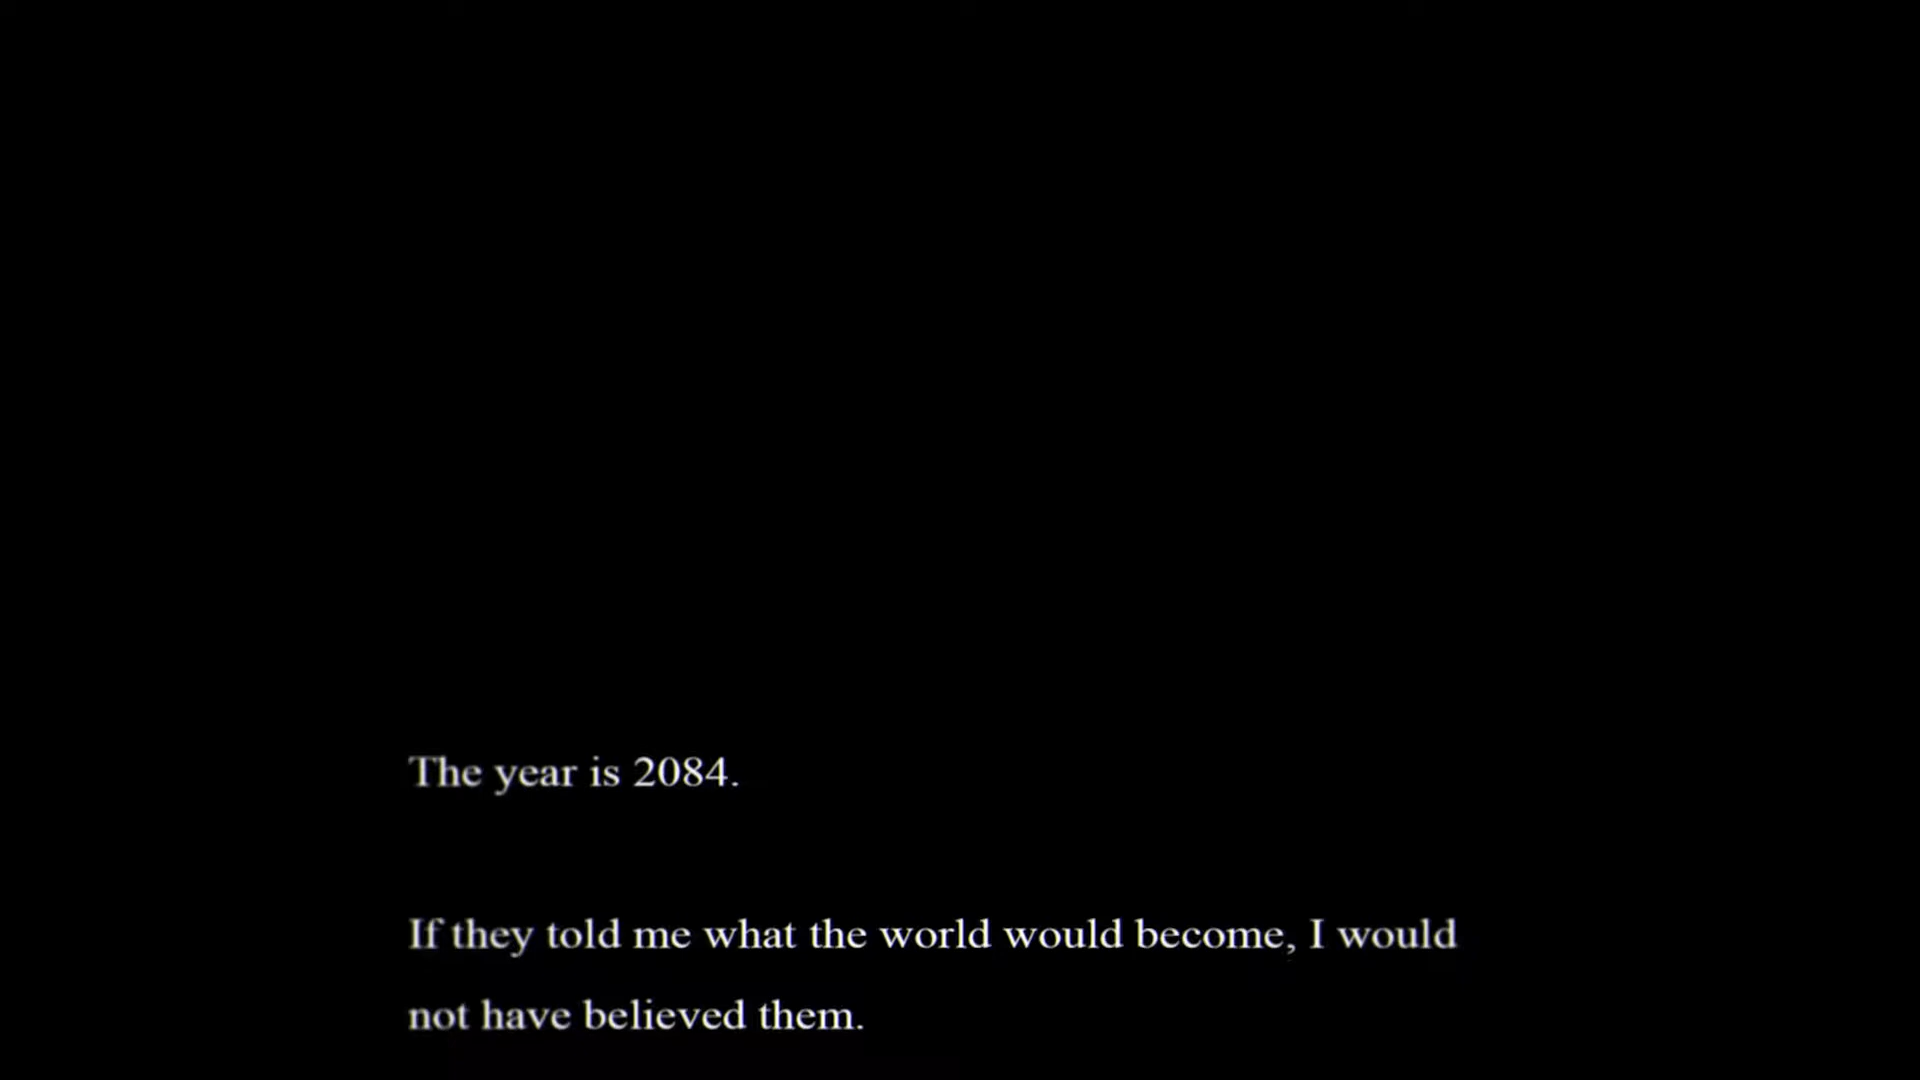 The year is 2084.
If they told me what the world would become, I would
not have believed them.